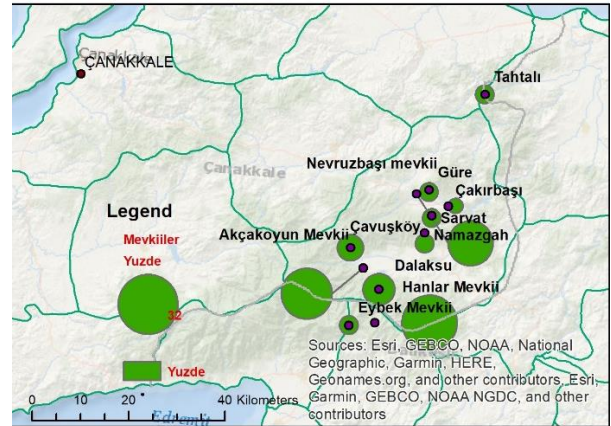 Çanakkale
ÇANAKKALE
Tahtalı
Nevruzbaşı mevkii
Güre
Çanakkale
Çakırbaşı
Sarvat
Legend
Mevkiiler
Yuzde
32
Yuzde
Akçakoyun Mevkii
Çavuşköy
Namazgah
Dalaksu
Hanlar Mevkii
Eybek Mevkii
Sources: Esri, GEBCO, NOAA, National
Geographic, Garmin, HERE,
Geonames.org, and other contributors, Esri,
Garmin, GEBCO, NOAA NGDC, and other
contributors
0 10 20 40 Kilometers
Edremit